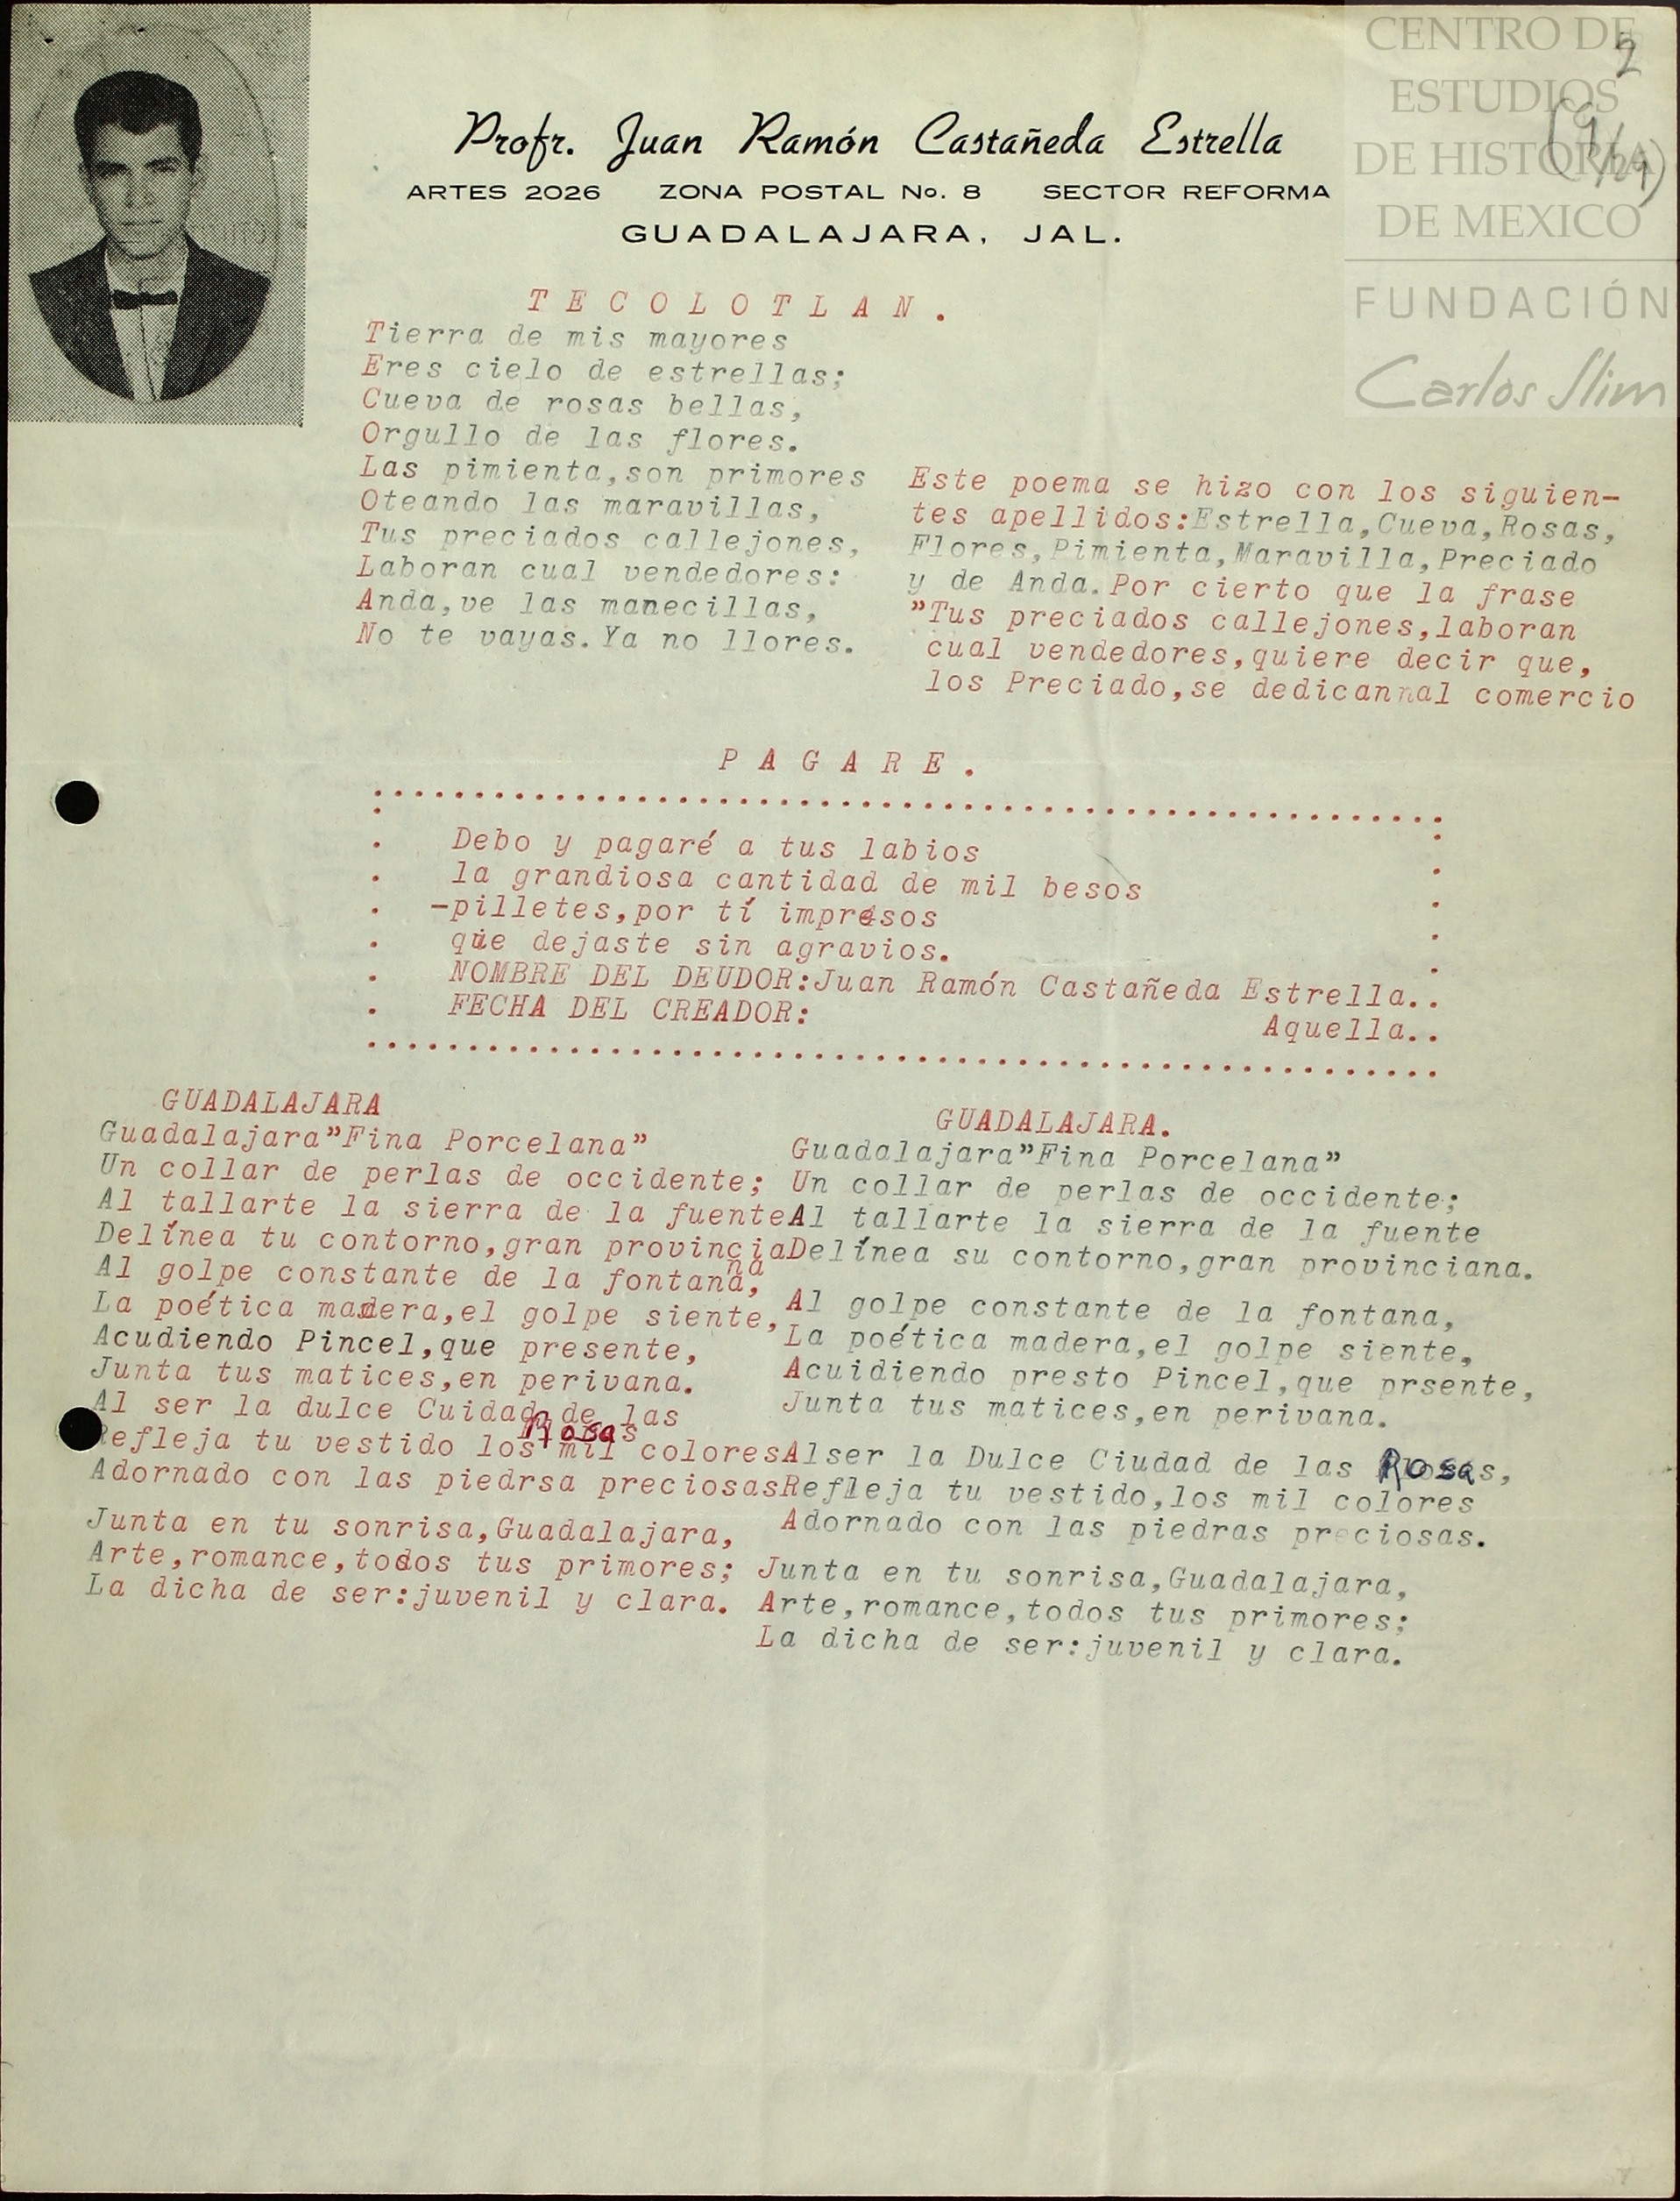 CENTRO DE
ESTUDIOS
DE HISTORIA
DE MEXICO
FUNDACIÓN
Carlos Slim
2
(9/29)
Profr. Juan Ramón Castañeda Estrella
ARTES 2026 ZONA POSTAL No. 8 SECTOR REFORMA
GUADALAJARA, JAL.
T E C O L O T L A N .
Tierra de mis mayores
Eres cielo de estrellas;
Cueva de rosas bellas,
Orgullo de las flores.
Las pimienta,son primores
Oteando las maravillas,
Tus preciados callejones,
Laboran cual vendedores:
Anda,ve las manecillas,
No te vayas.Ya no llores.
Este poema se hizo con los siguien-
tes apellidos:Estrella,Cueva,Rosas,
Flores,Pimienta,Maravilla,Preciado
y de Anda.Por cierto que la frase
"Tus preciados callejones,laboran
cual vendedores,quiere decir que,
los Preciado,se dedicannal comercio
P A G A R E .
Debo y pagaré a tus labios
la grandiosa cantidad de mil besos
-pilletes,por tí impresos
que dejaste sin agravios.
NOMBRE DEL DEUDOR:Juan Ramón Castañeda Estrella..
FECHA DEL CREADOR: Aquella..
GUADALAJARA
Guadalajara"Fina Porcelana"
Un collar de perlas de occidente;
Al tallarte la sierra de la fuente
Delínea tu contorno,gran provincia
na
Al golpe constante de la fontana,
La poética madera,el golpe siente,
Acudiendo Pincel,que presente,
Junta tus matices,en perivana.
Al ser la dulce Cuidad de las
Rosas
Refleja tu vestido los mil colores
Adornado con las piedrsa preciosas
Junta en tu sonrisa,Guadalajara,
Arte,romance,todos tus primores;
La dicha de ser:juvenil y clara.
GUADALAJARA.
Guadalajara"Fina Porcelana"
Un collar de perlas de occidente;
Al tallarte la sierra de la fuente
Delínea su contorno,gran provinciana.
Al golpe constante de la fontana,
La poética madera,el golpe siente,
Acuidiendo presto Pincel,que prsente,
Junta tus matices,en perivana.
Alser la Dulce Ciudad de las Rosas,
Refleja tu vestido,los mil colores
Adornado con las piedras preciosas.
Junta en tu sonrisa,Guadalajara,
Arte,romance,todos tus primores;
La dicha de ser:juvenil y clara.